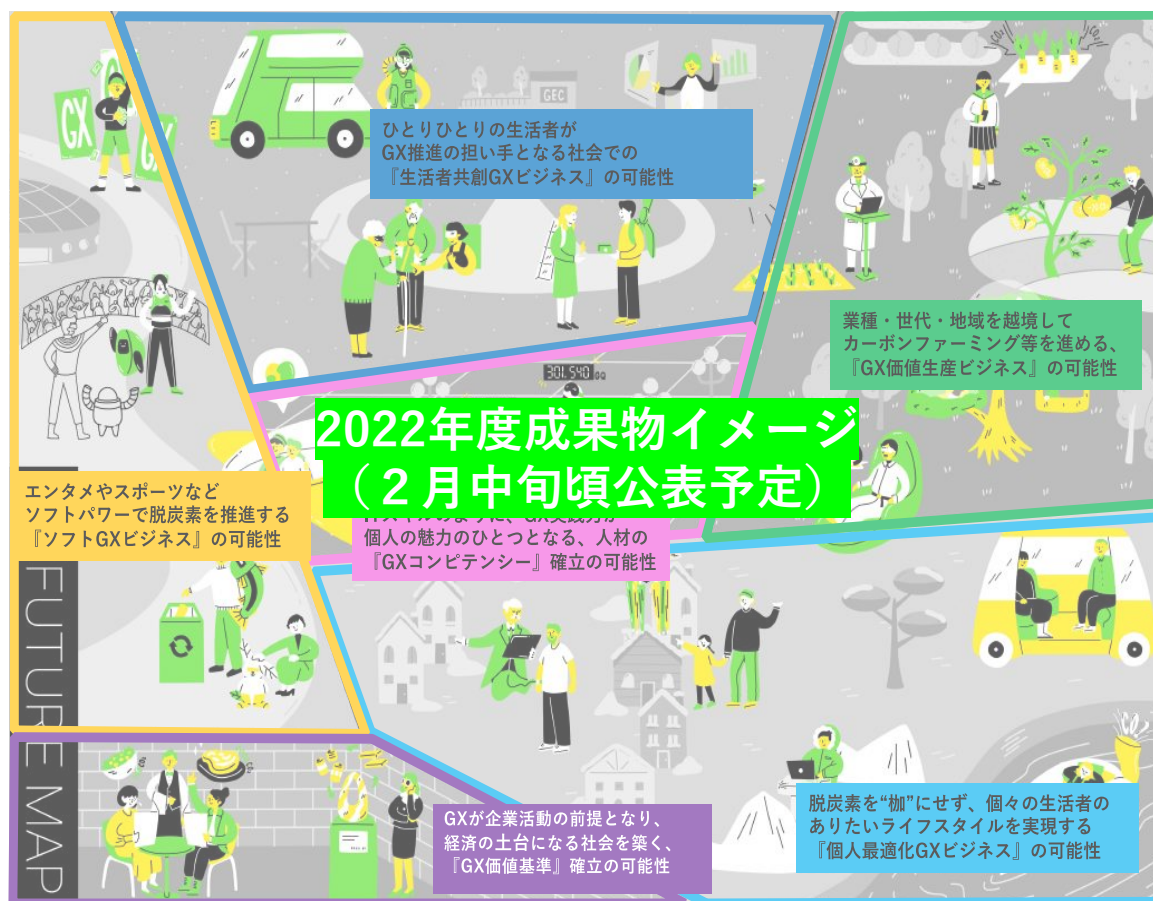 GX
GX
GEC
ひとりひとりの生活者が
GX推進の担い手となる社会での
『生活者共創GXビジネス』の可能性
CO2
CO2
業種・世代・地域を越境して
カーボンファーミング等を進める、
『GX価値生産ビジネス』の可能性
301,540
2022年度成果物イメージ
（２月中旬頃公表予定）
エンタメやスポーツなど
ソフトパワーで脱炭素を推進する
『ソフトGXビジネス』の可能性
個人の魅力のひとつとなる、人材の
『GXコンピテンシー』確立の可能性
FUTURE MAP
GXが企業活動の前提となり、
経済の土台になる社会を築く、
『GX価値基準』確立の可能性
脱炭素を“枷”にせず、個々の生活者の
ありたいライフスタイルを実現する
『個人最適化GXビジネス』の可能性